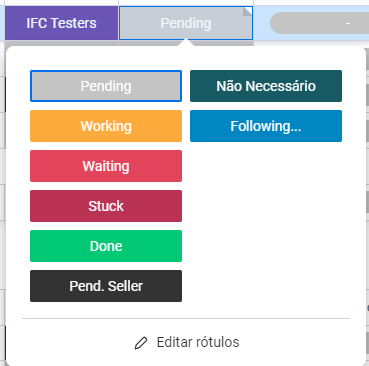 IFC Testers
Pending
-
Pending
Não Necessário
Working
Following...
Waiting
Stuck
Done
Pend. Seller
Editar rótulos